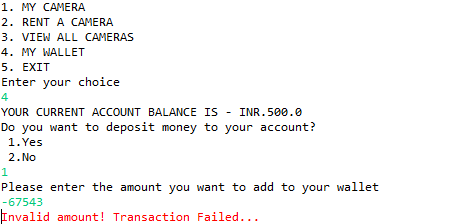 1. MY CAMERA
2. RENT A CAMERA
3. VIEW ALL CAMERAS
4. MY WALLET
5. EXIT
Enter your choice
4
YOUR CURRENT ACCOUNT BALANCE IS - INR.500.0
Do you want to deposit money to your account?
1.Yes
2.No
1
Please enter the amount you want to add to your wallet
-67543
Invalid amount! Transaction Failed...